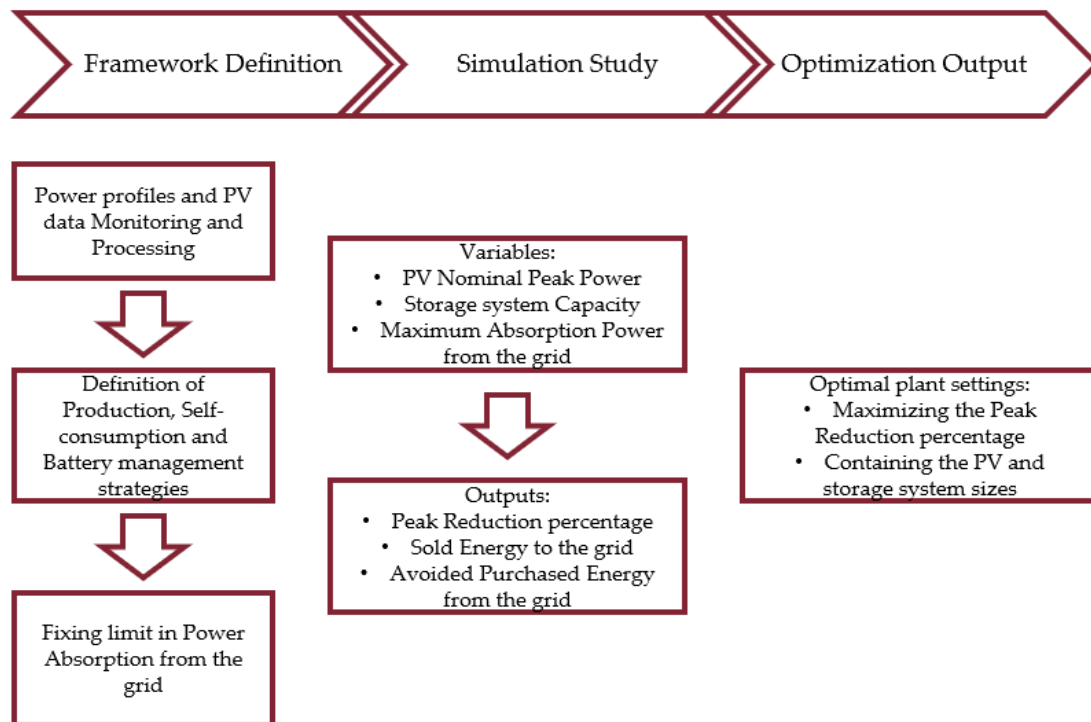 Framework Definition
Simulation Study
Optimization Output
Power profiles and PV
data Monitoring and
Processing
Definition of
Production, Self-
consumption and
Battery management
strategies
Fixing limit in Power
Absorption from the
grid
Variables:
• PV Nominal Peak Power
• Storage system Capacity
• Maximum Absorption Power
from the grid
Outputs:
• Peak Reduction percentage
• Sold Energy to the grid
• Avoided Purchased Energy
from the grid
Optimal plant settings:
• Maximizing the Peak
Reduction percentage
• Containing the PV and
storage system sizes